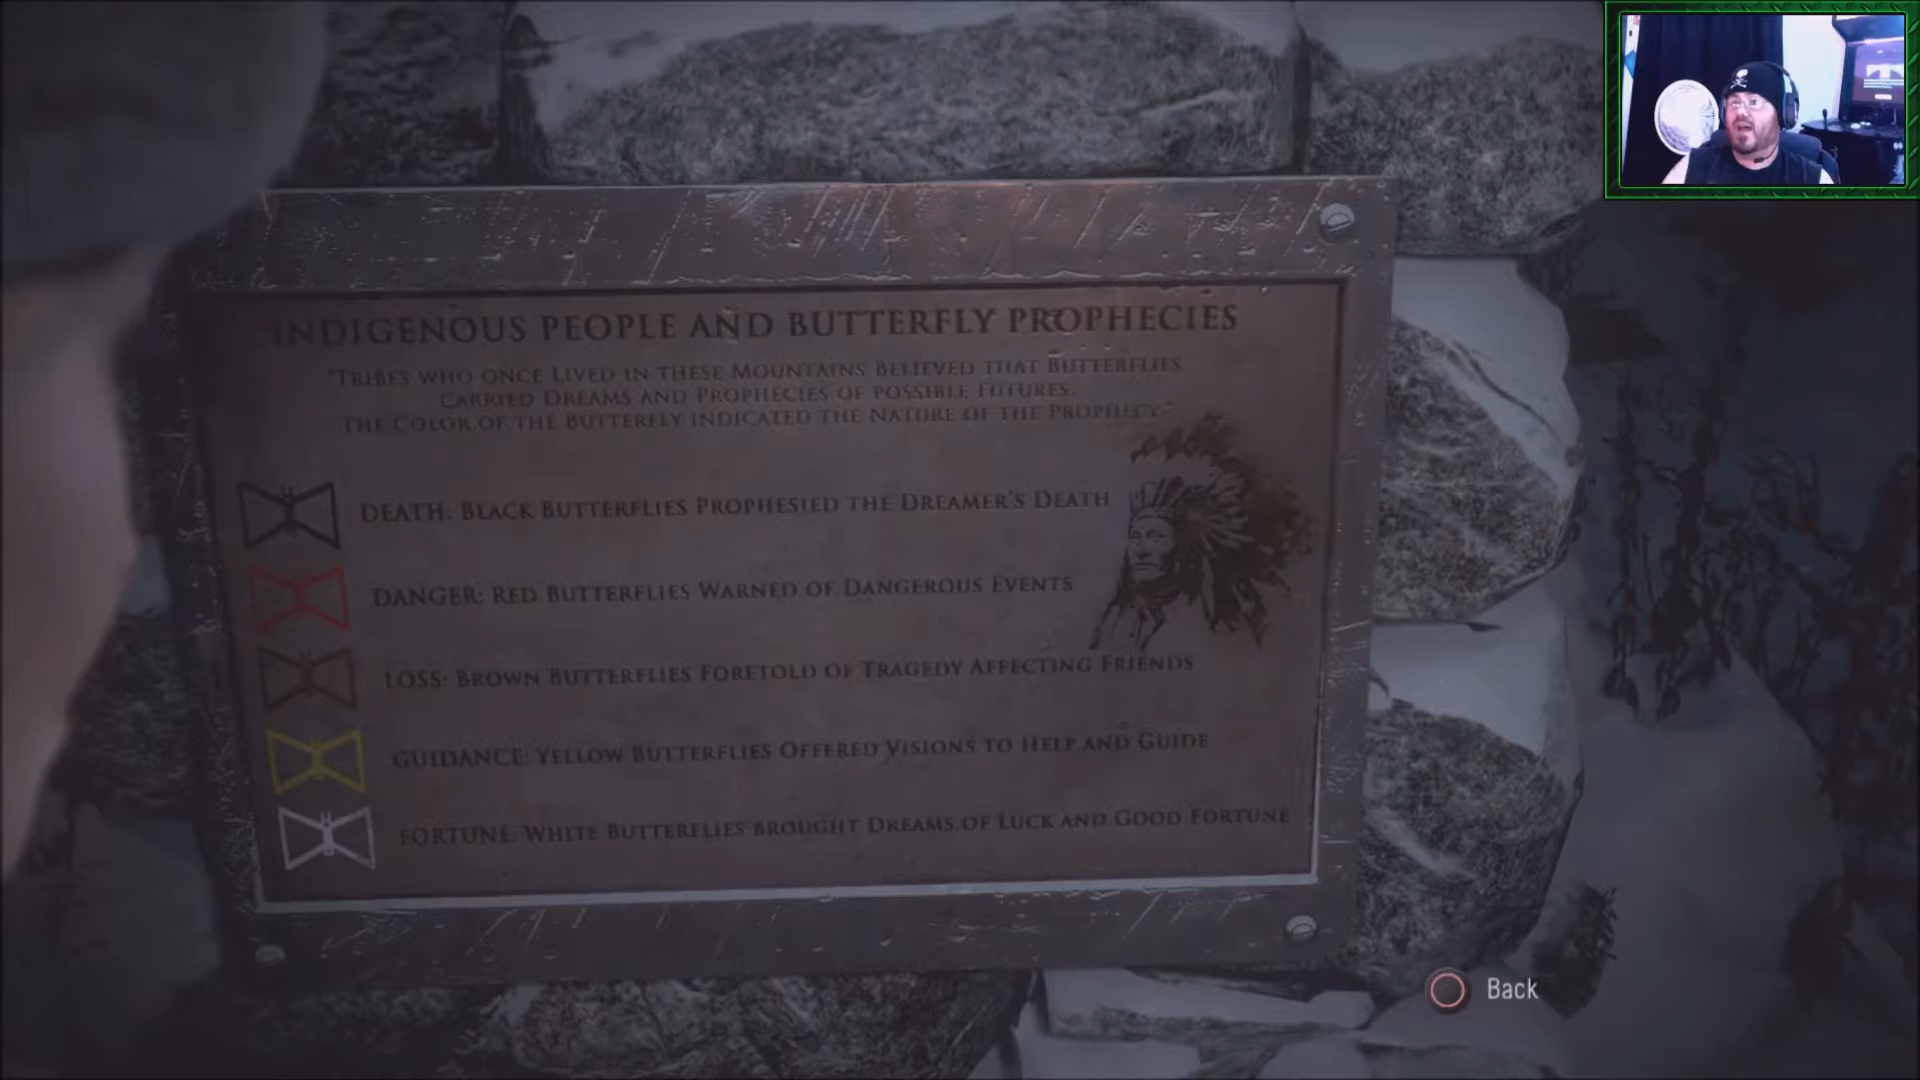 INDIGENOUS PEOPLE AND BUTTERFLY PROPHECIES
"TRIBES WHO ONCE LIVED IN THESE MOUNTAINS BELIEVED THAT BUTTERFLIES
CARRIED DREAMS AND PROPHECIES OF POSSIBLE FUTURES.
THE COLOR OF THE BUTTERFLY INDICATED THE NATURE OF THE PROPHECY."
DEATH: BLACK BUTTERFLIES PROPHESIED THE DREAMER'S DEATH
DANGER: RED BUTTERFLIES WARNED OF DANGEROUS EVENTS
LOSS: BROWN BUTTERFLIES FORETOLD OF TRAGEDY AFFECTING FRIENDS
GUIDANCE: YELLOW BUTTERFLIES OFFERED VISIONS TO HELP AND GUIDE
FORTUNE: WHITE BUTTERFLIES BROUGHT DREAMS OF LUCK AND GOOD FORTUNE
Back